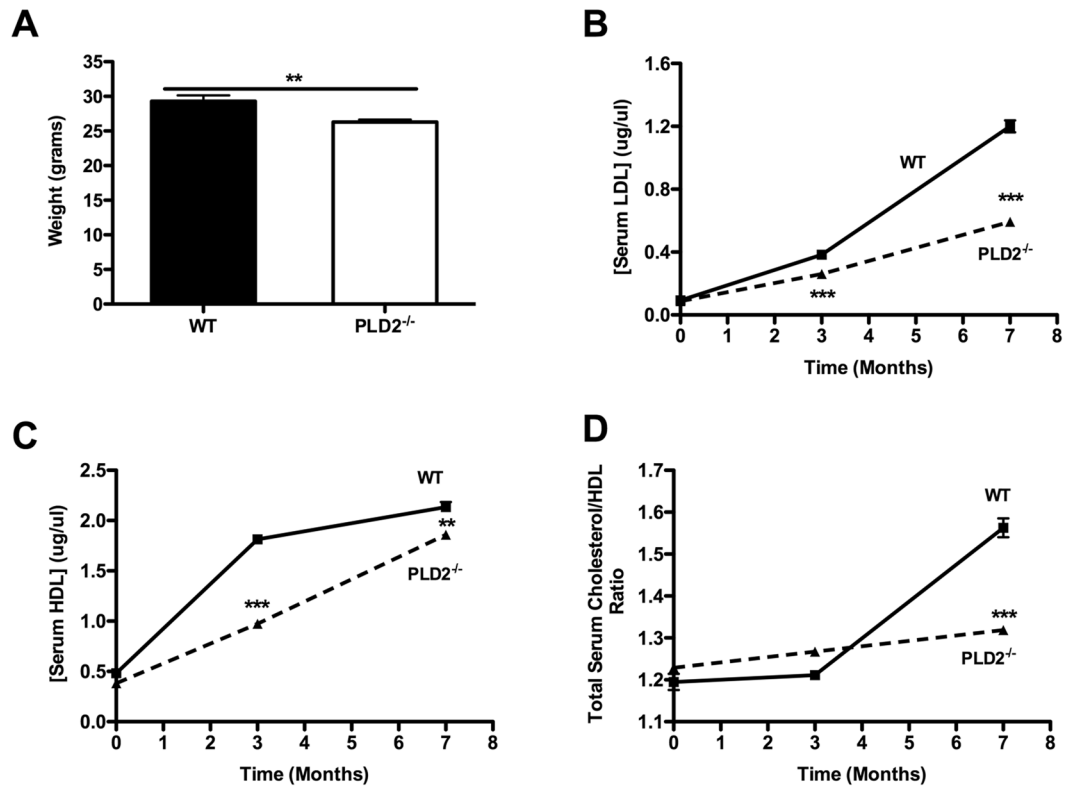 A
35
30
25
20
15
10
5
0
Weight (grams)
**
WT
PLD2-/-
B
1.6
1.2
0.8
0.4
0.0
[Serum LDL] (ug/ul)
WT
***
PLD2-/-
***
0 1 2 3 4 5 6 7 8
Time (Months)
C
2.5
2.0
1.5
1.0
0.5
0.0
[Serum HDL] (ug/ul)
WT
**
PLD2-/-
***
0 1 2 3 4 5 6 7 8
Time (Months)
D
1.7
1.6
1.5
1.4
1.3
1.2
1.1
Total Serum Cholesterol/HDL
Ratio
WT
***
PLD2-/-
0 1 2 3 4 5 6 7 8
Time (Months)